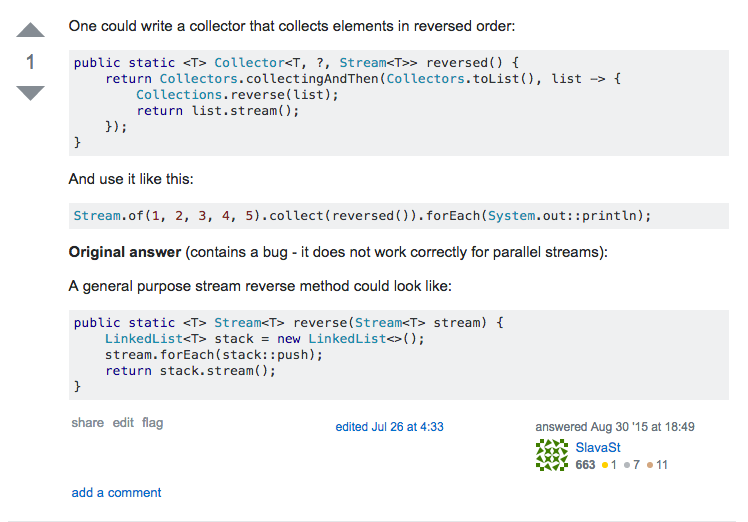 One could write a collector that collects elements in reversed order:
1
public static <T> Collector<T, ?, Stream<T>> reversed() {
    return Collectors.collectingAndThen(Collectors.toList(), list -> {
        Collections.reverse(list);
        return list.stream();
    });
}
And use it like this:
Stream.of(1, 2, 3, 4, 5).collect(reversed()).forEach(System.out::println);
Original answer (contains a bug - it does not work correctly for parallel streams):
A general purpose stream reverse method could look like:
public static <T> Stream<T> reverse(Stream<T> stream) {
    LinkedList<T> stack = new LinkedList<>();
    stream.forEach(stack::push);
    return stack.stream();
}
share edit flag
edited Jul 26 at 4:33
answered Aug 30 '15 at 18:49
SlavaSt
663 1 7 11
add a comment